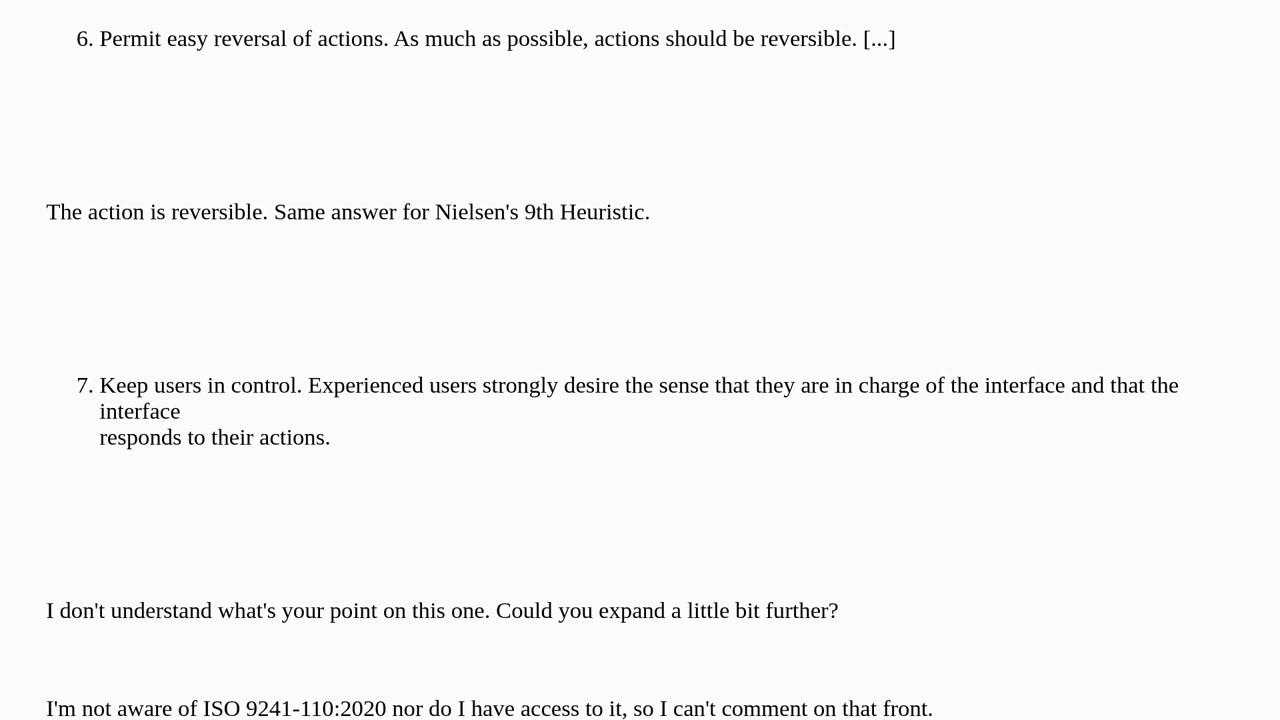 6. Permit easy reversal of actions. As much as possible, actions should be reversible. [...]
The action is reversible. Same answer for Nielsen's 9th Heuristic.
7. Keep users in control. Experienced users strongly desire the sense that they are in charge of the interface and that the
interface
responds to their actions.
I don't understand what's your point on this one. Could you expand a little bit further?
I'm not aware of ISO 9241-110:2020 nor do I have access to it, so I can't comment on that front.